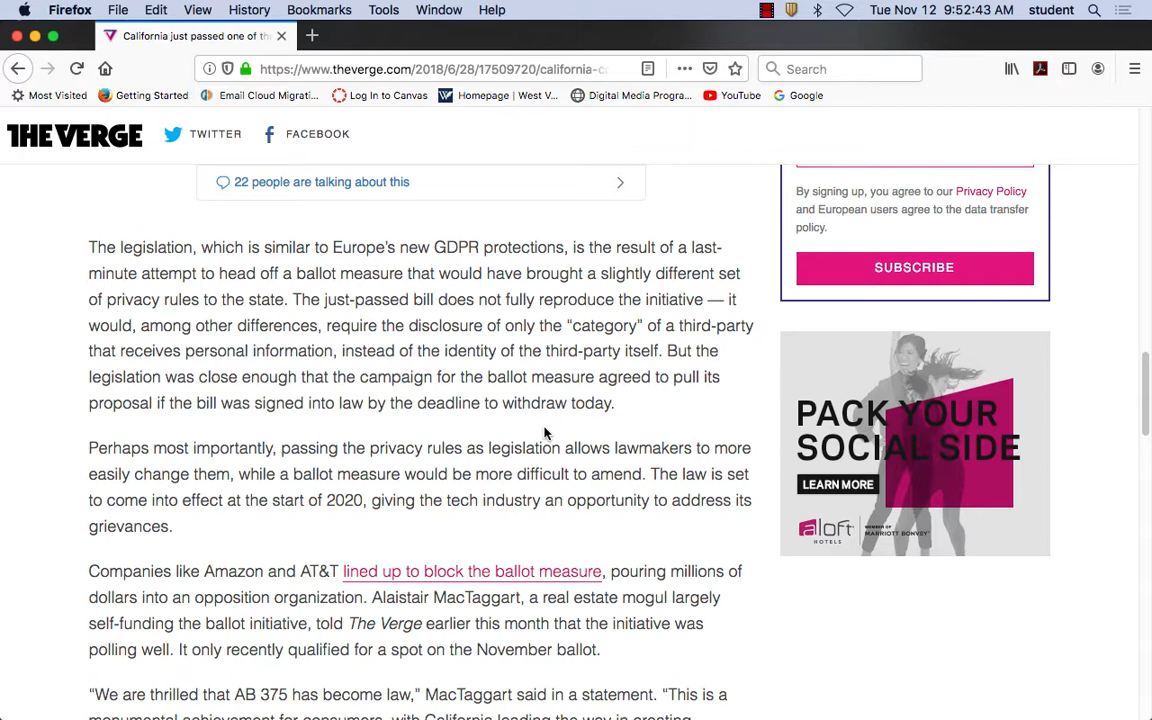 Firefox File Edit View History Bookmarks Tools Window Help Tue Nov 12 9:52:43 AM student
California just passed one of the
https://www.theverge.com/2018/6/28/17509720/california-c Search
Most Visited Getting Started Email Cloud Migrati... Log In to Canvas Homepage | West V... Digital Media Progra... YouTube Google
THE VERGE TWITTER FACEBOOK
22 people are talking about this
The legislation, which is similar to Europe's new GDPR protections, is the result of a last-
minute attempt to head off a ballot measure that would have brought a slightly different set
of privacy rules to the state. The just-passed bill does not fully reproduce the initiative — it
would, among other differences, require the disclosure of only the “category” of a third-party
that receives personal information, instead of the identity of the third-party itself. But the
legislation was close enough that the campaign for the ballot measure agreed to pull its
proposal if the bill was signed into law by the deadline to withdraw today.
Perhaps most importantly, passing the privacy rules as legislation allows lawmakers to more
easily change them, while a ballot measure would be more difficult to amend. The law is set
to come into effect at the start of 2020, giving the tech industry an opportunity to address its
grievances.
Companies like Amazon and AT&T lined up to block the ballot measure, pouring millions of
dollars into an opposition organization. Alaistair MacTaggart, a real estate mogul largely
self-funding the ballot initiative, told The Verge earlier this month that the initiative was
polling well. It only recently qualified for a spot on the November ballot.
“We are thrilled that AB 375 has become law,” MacTaggart said in a statement. “This is a
monumental achievement for consumers, with California leading the way in creating
By signing up, you agree to our Privacy Policy
and European users agree to the data transfer
policy.
SUBSCRIBE
PACK YOUR
SOCIAL SIDE
LEARN MORE
aloft
HOTELS
MEMBER OF
MARRIOTT BONVOY